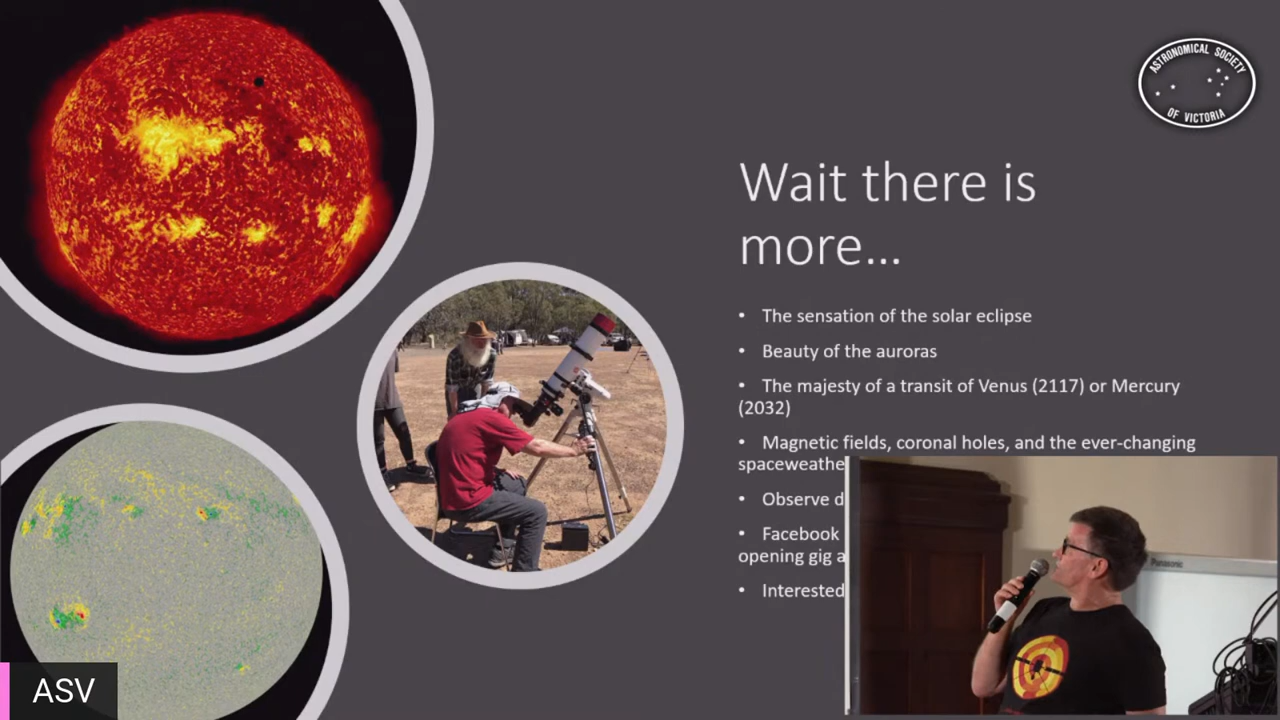 ASTRONOMICAL SOCIETY
OF VICTORIA
Wait there is
more...
• The sensation of the solar eclipse
• Beauty of the auroras
• The majesty of a transit of Venus (2117) or Mercury
(2032)
• Magnetic fields, coronal holes, and the ever-changing
spaceweathe
• Observe d
• Facebook
opening gig a
• Interested
Panasonic
ASV